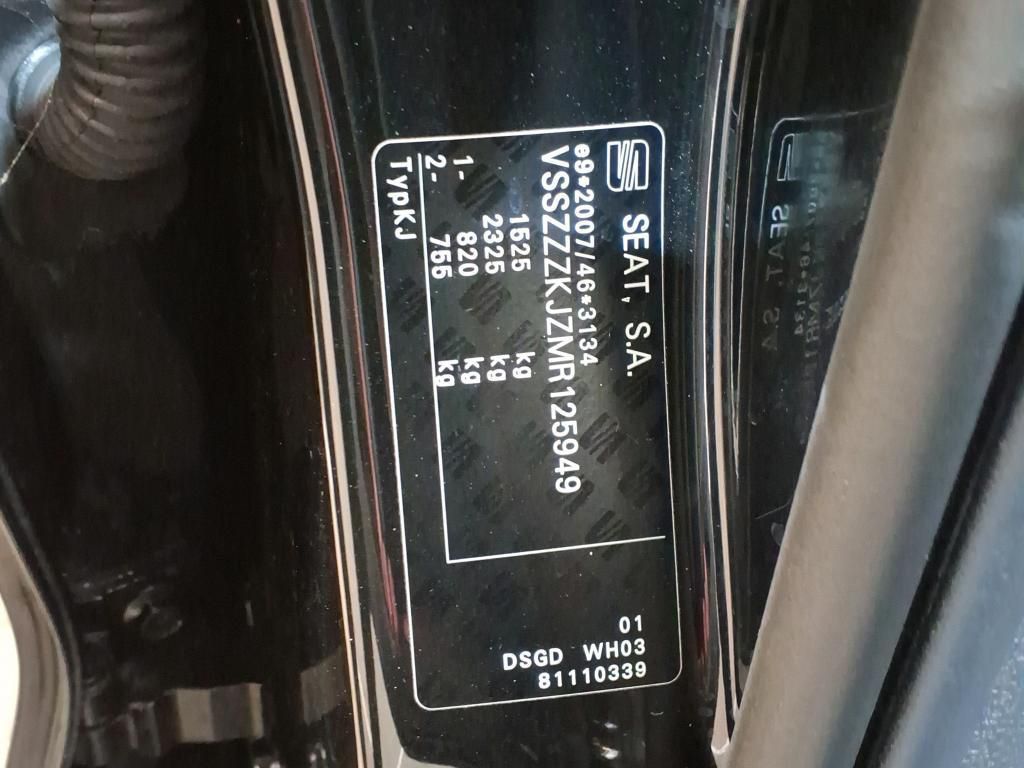 SEAT, S.A.
e9*2007/46*3134
VSSZZZKJZMR125949
1525 kg
2325 kg
1- 820 kg
2- 755 kg
TypKJ
01
DSGD WH03
81110339
SEAT, S.A.